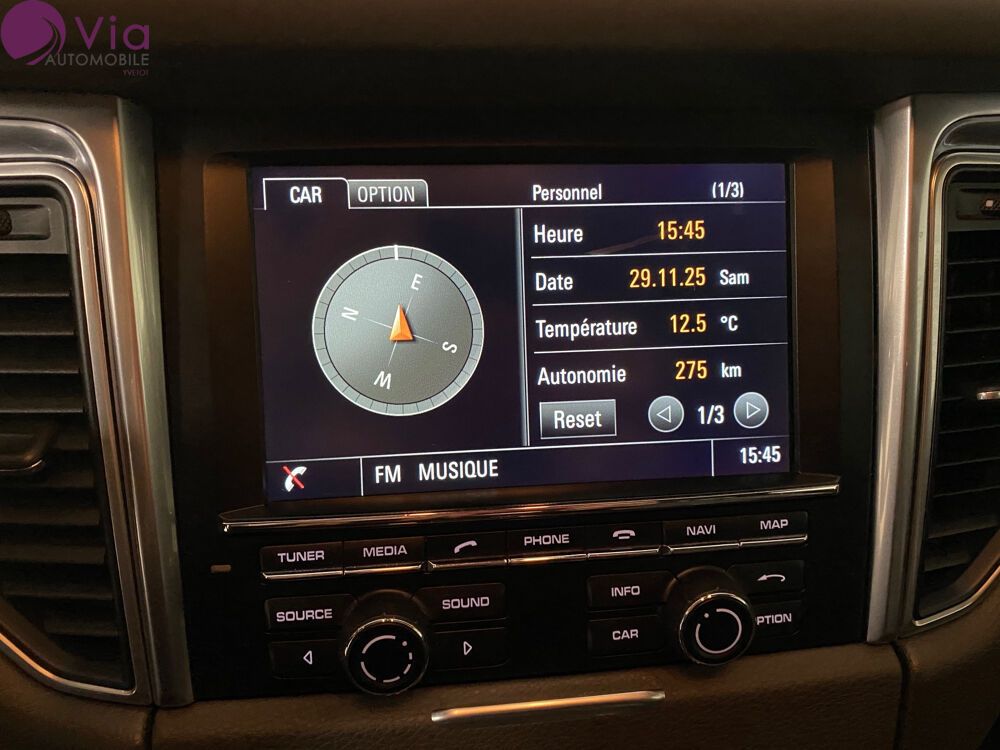 Via
AUTOMOBILE
YVETOT
CAR OPTION
Personnel (1/3)
Heure 15:45
Date 29.11.25 Sam
Température 12.5 °C
Autonomie 275 km
Reset 1/3
E
N
S
W
FM MUSIQUE 15:45
TUNER MEDIA PHONE NAVI MAP
SOURCE SOUND INFO
CAR OPTION